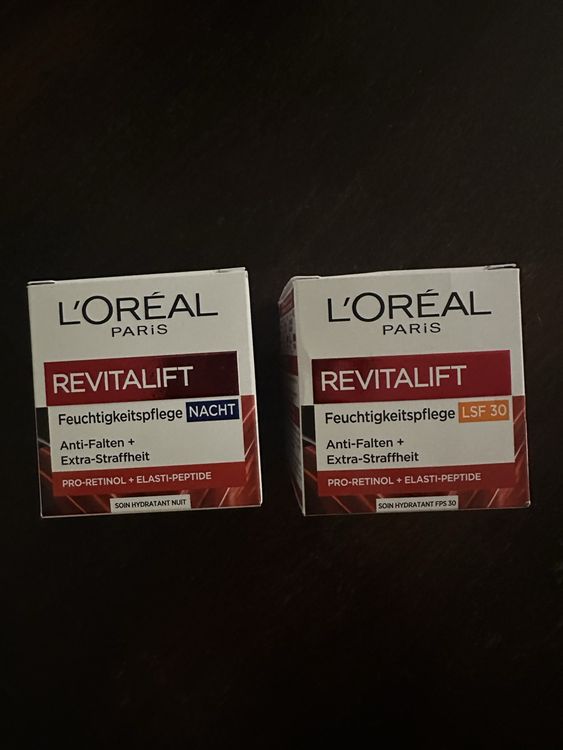 L'ORÉAL
PARIS
REVITALIFT
Feuchtigkeitspflege NACHT
Anti-Falten +
Extra-Straffheit
PRO-RETINOL + ELASTI-PEPTIDE
SOIN HYDRATANT NUIT
L'ORÉAL
PARIS
REVITALIFT
Feuchtigkeitspflege LSF 30
Anti-Falten +
Extra-Straffheit
PRO-RETINOL + ELASTI-PEPTIDE
SOIN HYDRATANT FPS 30